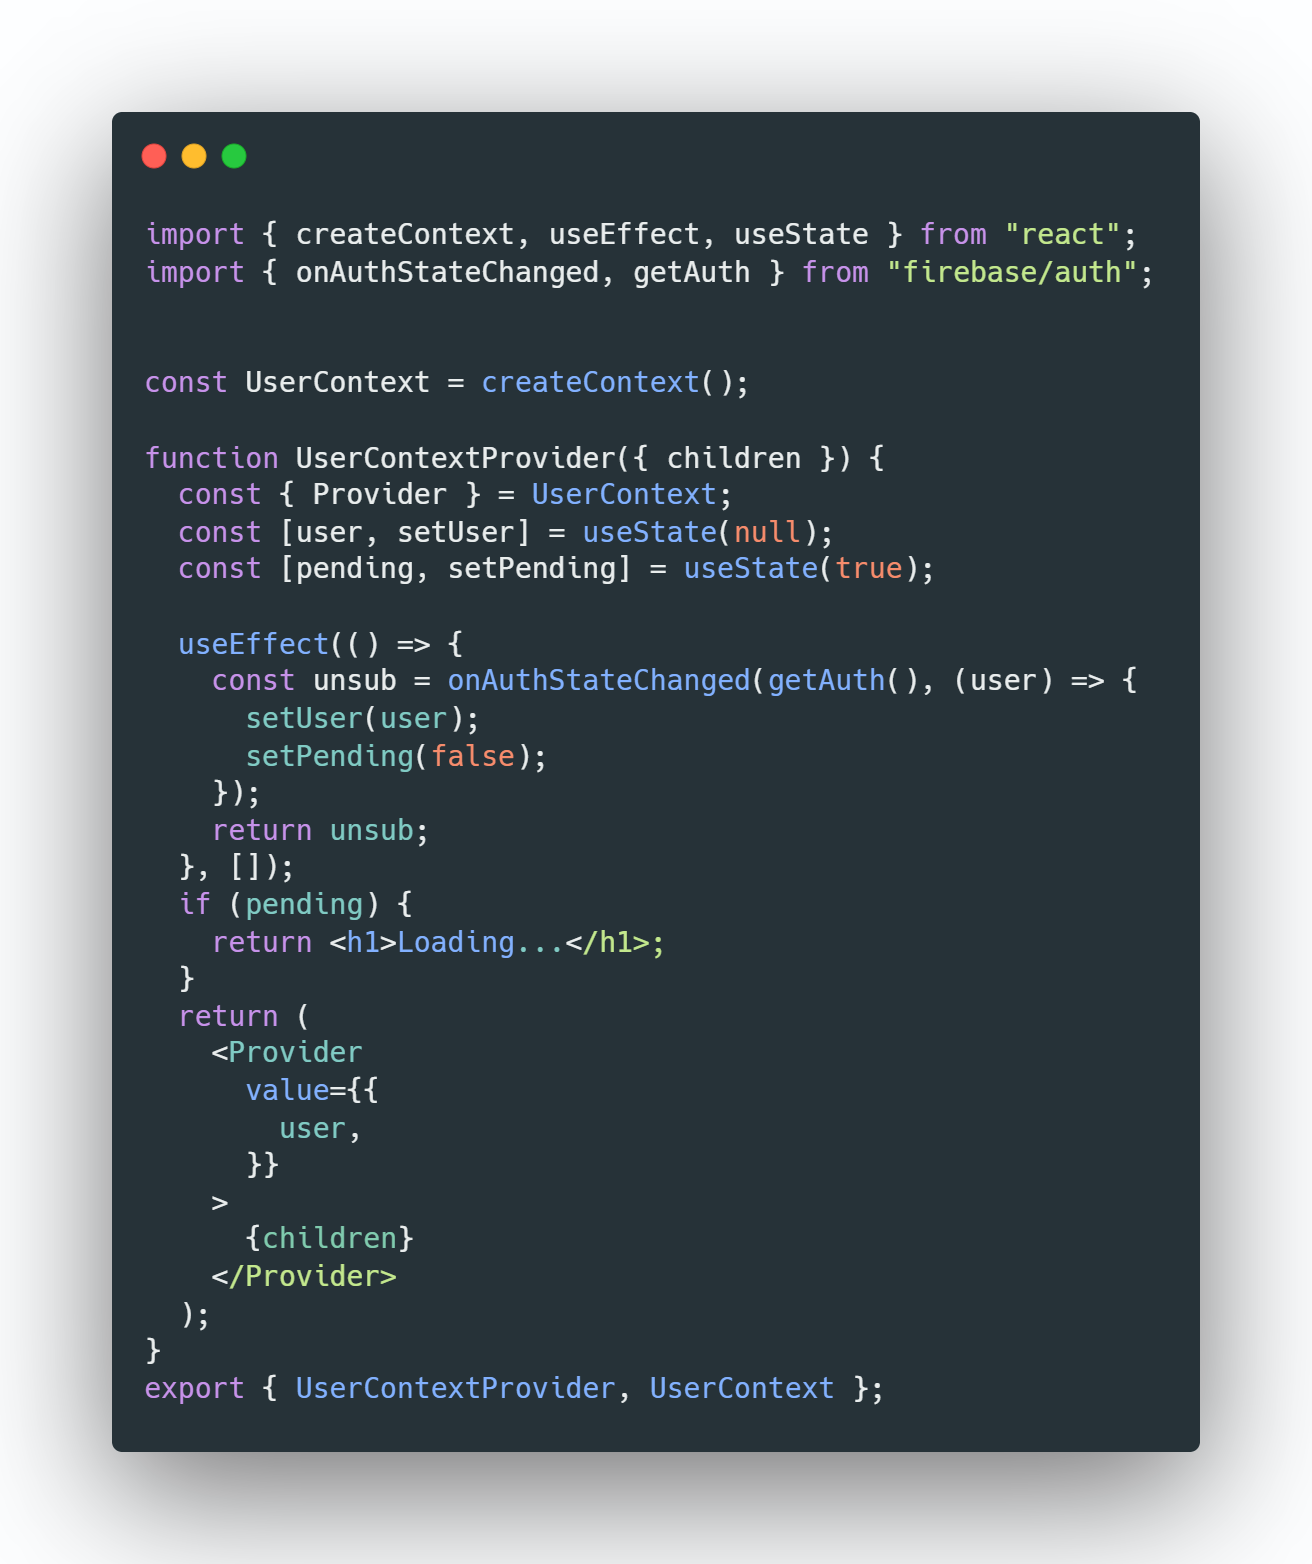 import { createContext, useEffect, useState } from "react";
import { onAuthStateChanged, getAuth } from "firebase/auth";
const UserContext = createContext();
function UserContextProvider({ children }) {
  const { Provider } = UserContext;
  const [user, setUser] = useState(null);
  const [pending, setPending] = useState(true);
  useEffect(() => {
    const unsub = onAuthStateChanged(getAuth(), (user) => {
      setUser(user);
      setPending(false);
    });
    return unsub;
  }, []);
  if (pending) {
    return <h1>Loading...</h1>;
  }
  return (
    <Provider
      value={{
        user,
      }}
    >
      {children}
    </Provider>
  );
}
export { UserContextProvider, UserContext };